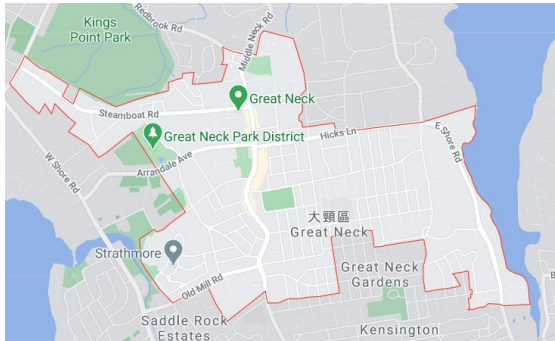 Kings
Point Park
Redbrook Rd
Middle Neck Rd
Great Neck
Steamboat Rd
Great Neck Park District
Hicks Ln
E Shore Rd
Arrandale Ave
W Shore Rd
大頸區
Great Neck
Strathmore
Great Neck
Gardens
Old Mill Rd
Saddle Rock
Estates
Kensington
B